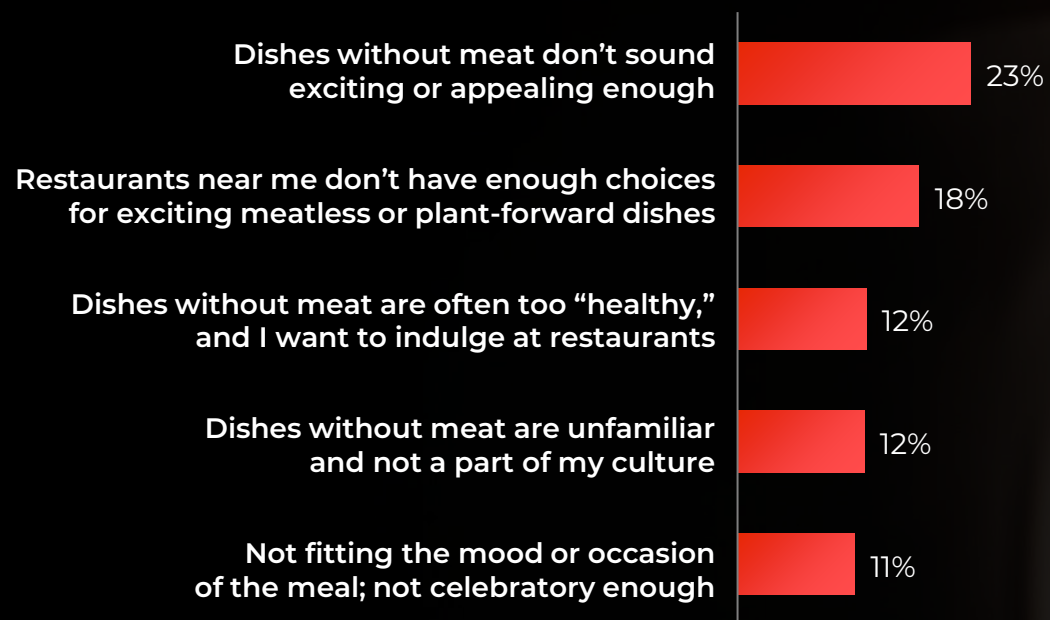 Dishes without meat don’t sound
exciting or appealing enough
23%
Restaurants near me don’t have enough choices
for exciting meatless or plant-forward dishes
18%
Dishes without meat are often too “healthy,”
and I want to indulge at restaurants
12%
Dishes without meat are unfamiliar
and not a part of my culture
12%
Not fitting the mood or occasion
of the meal; not celebratory enough
11%